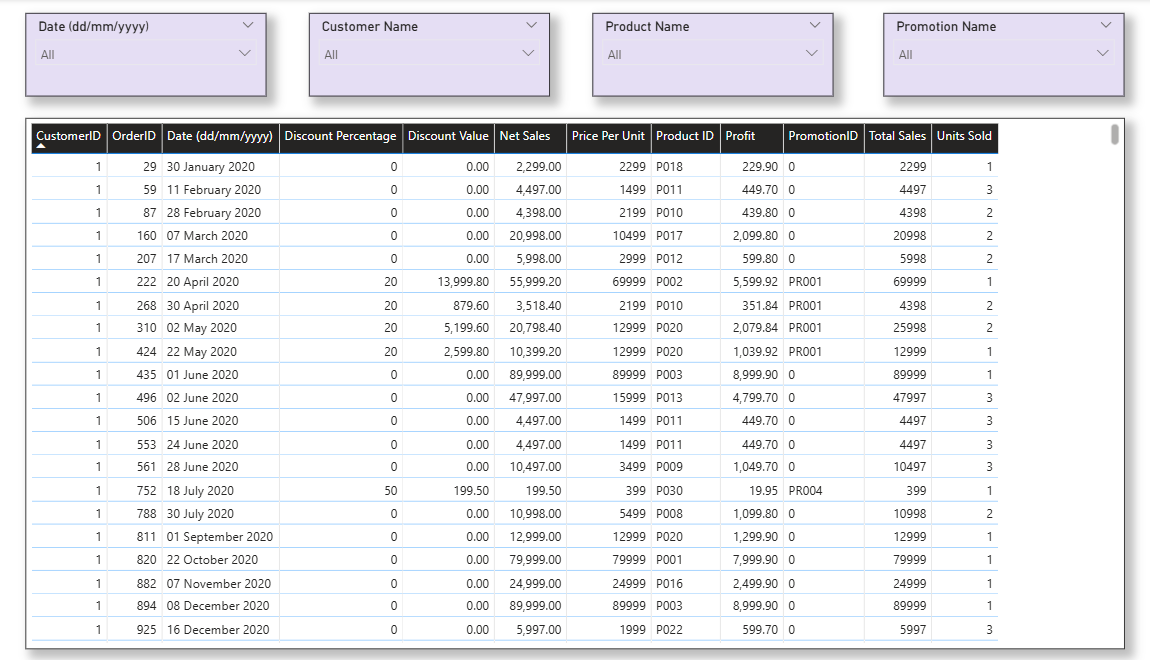 Date (dd/mm/yyyy) Customer Name Product Name Promotion Name
All All All All
CustomerID OrderID Date (dd/mm/yyyy) Discount Percentage Discount Value Net Sales Price Per Unit Product ID Profit PromotionID Total Sales Units Sold
1 29 30 January 2020 0 0.00 2,299.00 2299 P018 229.90 0 2299 1
1 59 11 February 2020 0 0.00 4,497.00 1499 P011 449.70 0 4497 3
1 87 28 February 2020 0 0.00 4,398.00 2199 P010 439.80 0 4398 2
1 160 07 March 2020 0 0.00 20,998.00 10499 P017 2,099.80 0 20998 2
1 207 17 March 2020 0 0.00 5,998.00 2999 P012 599.80 0 5998 2
1 222 20 April 2020 20 13,999.80 55,999.20 69999 P002 5,599.92 PR001 69999 1
1 268 30 April 2020 20 879.60 3,518.40 2199 P010 351.84 PR001 4398 2
1 310 02 May 2020 20 5,199.60 20,798.40 12999 P020 2,079.84 PR001 25998 2
1 424 22 May 2020 20 2,599.80 10,399.20 12999 P020 1,039.92 PR001 12999 1
1 435 01 June 2020 0 0.00 89,999.00 89999 P003 8,999.90 0 89999 1
1 496 02 June 2020 0 0.00 47,997.00 15999 P013 4,799.70 0 47997 3
1 506 15 June 2020 0 0.00 4,497.00 1499 P011 449.70 0 4497 3
1 553 24 June 2020 0 0.00 4,497.00 1499 P011 449.70 0 4497 3
1 561 28 June 2020 0 0.00 10,497.00 3499 P009 1,049.70 0 10497 3
1 752 18 July 2020 50 199.50 199.50 399 P030 19.95 PR004 399 1
1 788 30 July 2020 0 0.00 10,998.00 5499 P008 1,099.80 0 10998 2
1 811 01 September 2020 0 0.00 12,999.00 12999 P020 1,299.90 0 12999 1
1 820 22 October 2020 0 0.00 79,999.00 79999 P001 7,999.90 0 79999 1
1 882 07 November 2020 0 0.00 24,999.00 24999 P016 2,499.90 0 24999 1
1 894 08 December 2020 0 0.00 89,999.00 89999 P003 8,999.90 0 89999 1
1 925 16 December 2020 0 0.00 5,997.00 1999 P022 599.70 0 5997 3